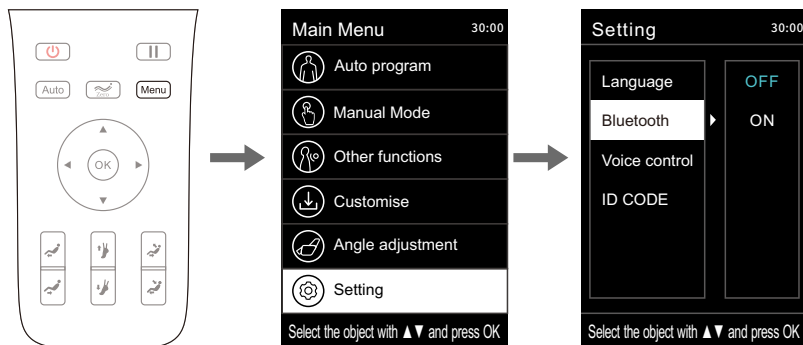 Auto
Zero
Menu
OK
Main Menu 30:00
Auto program
Manual Mode
Other functions
Customise
Angle adjustment
Setting
Select the object with ▲▼ and press OK
Setting 30:00
Language
Bluetooth
Voice control
ID CODE
OFF
ON
Select the object with ▲▼ and press OK